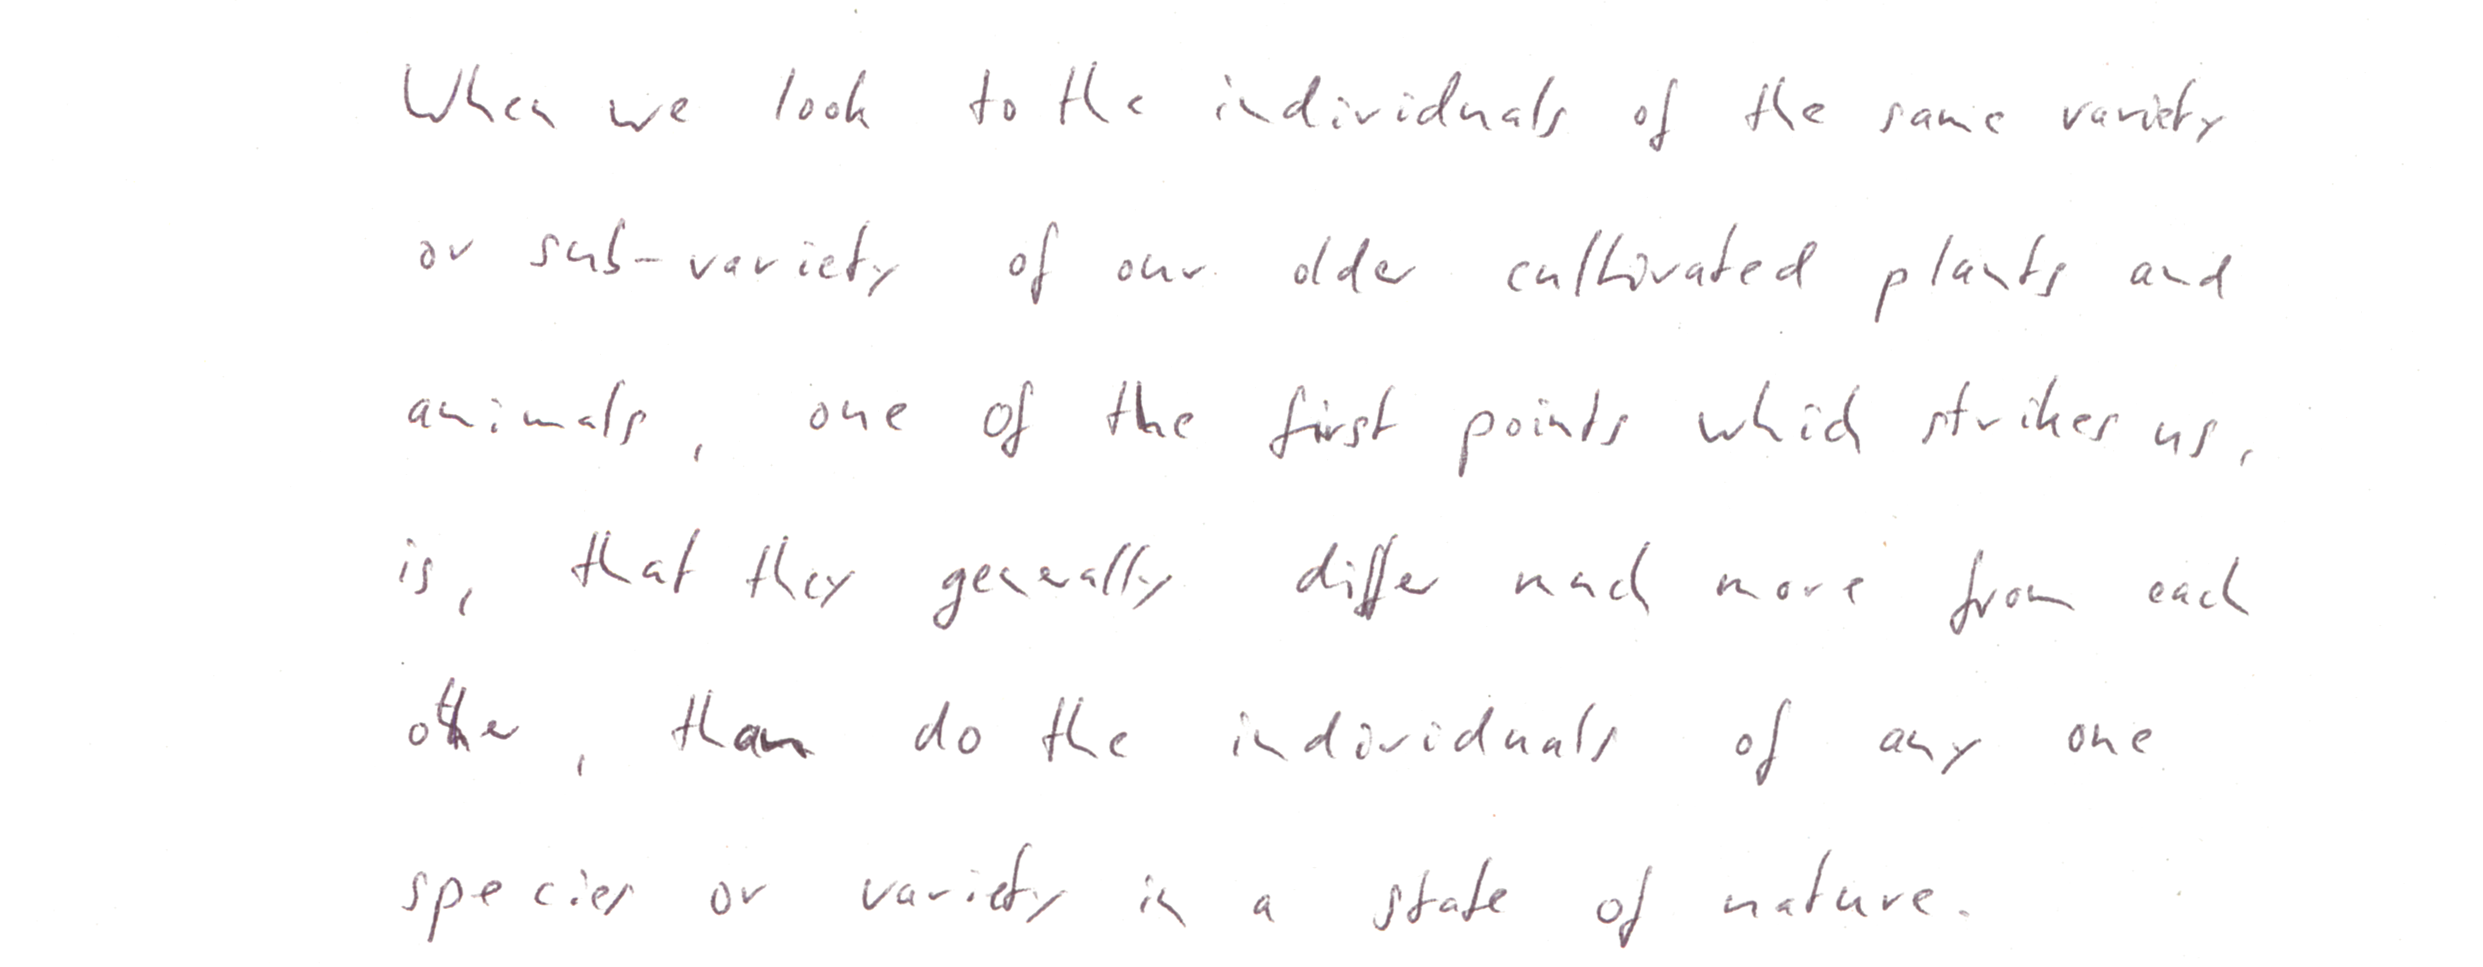 When we look to the individuals of the same variety
or sub-variety of our older cultivated plants and
animals, one of the first points which strikes us,
is, that they generally differ much more from each
other, than do the individuals of any one
species or variety in a state of nature.